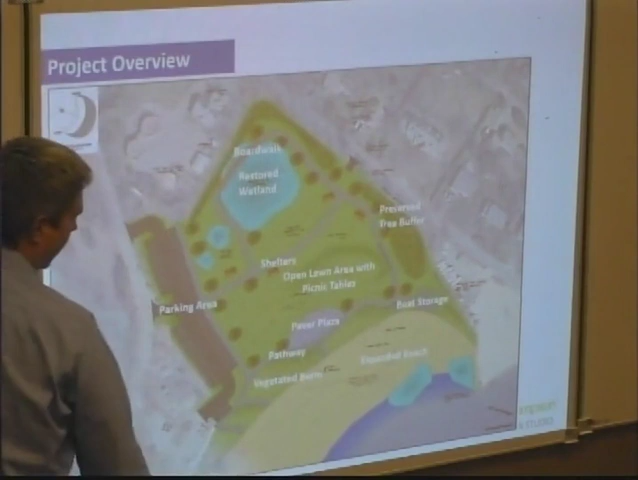 Project Overview
Boardwalk
Restored
Wetland
Preserved
Tree Buffer
Shelters
Open Lawn Area with
Picnic Tables
Parking Area
Boat Storage
Paver Plaza
Pathway
Expanded Beach
Vegetated Berm
STUDIO